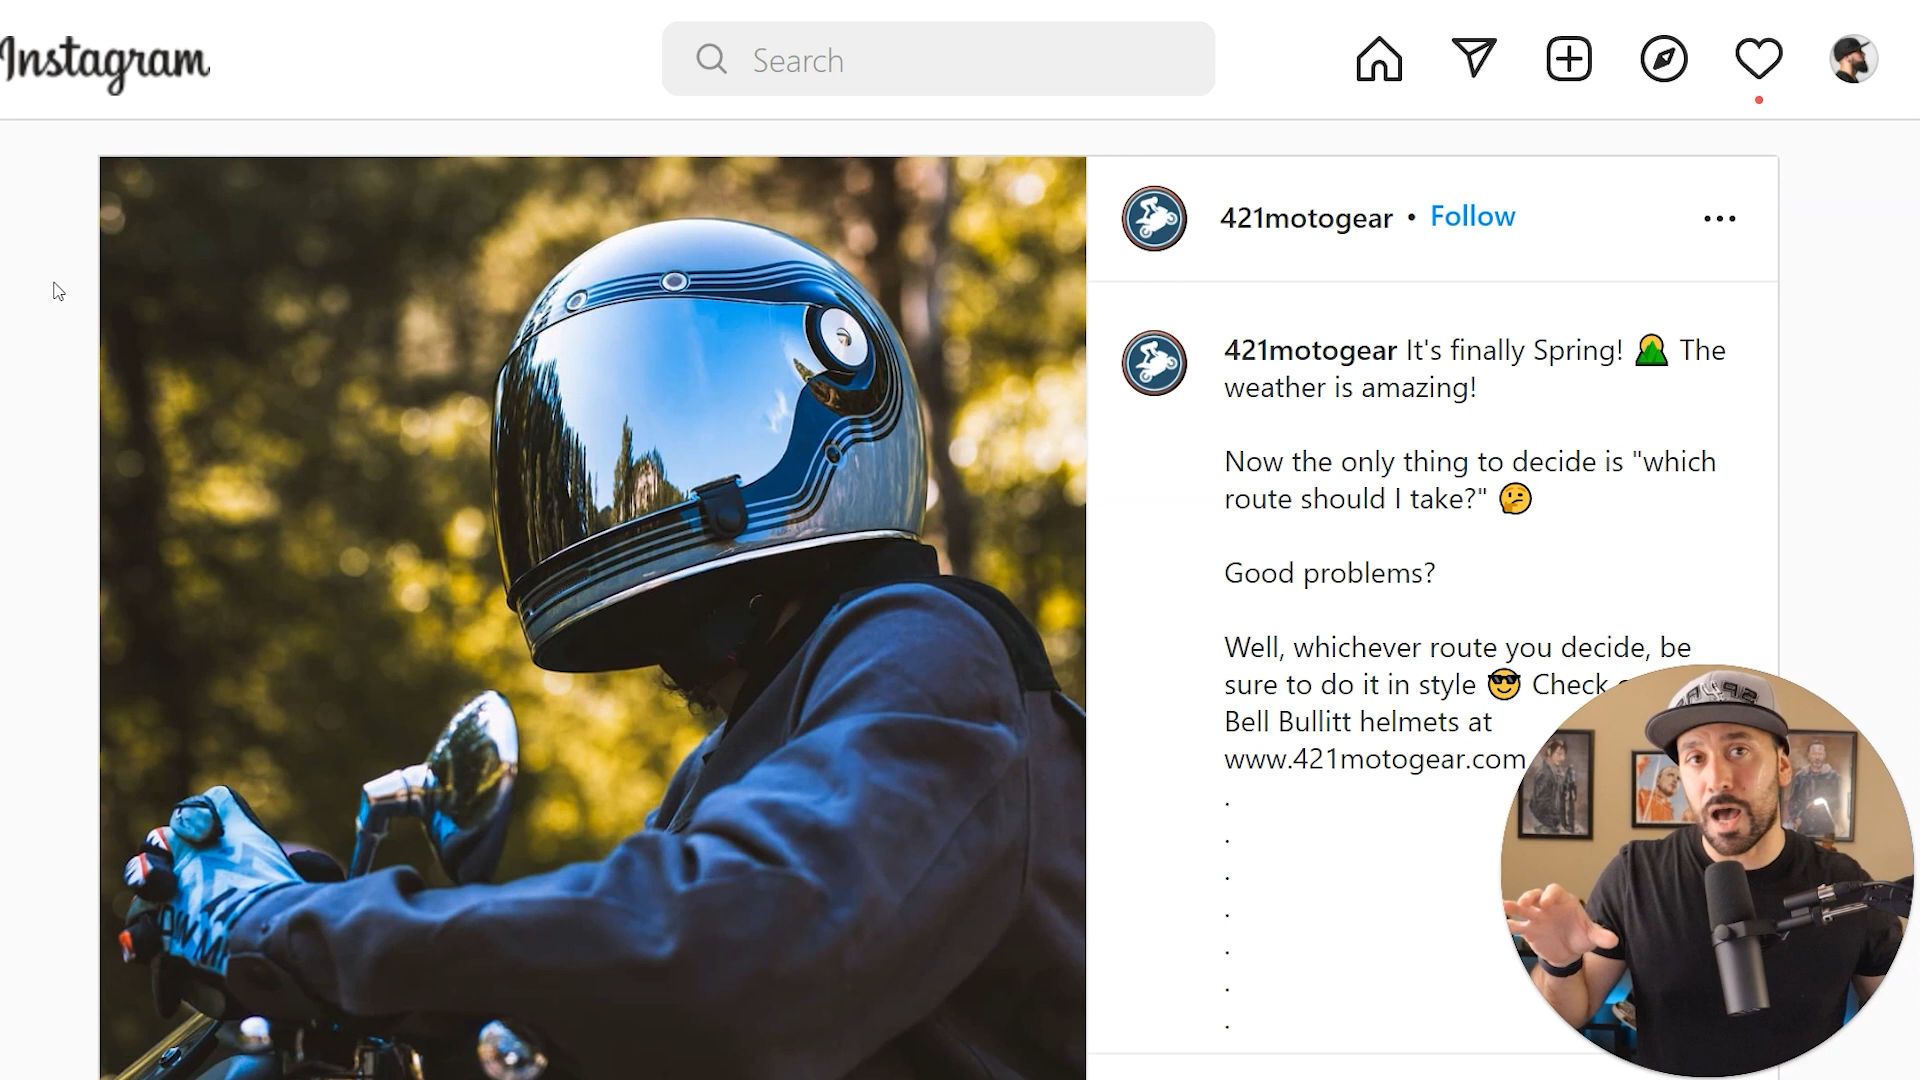 Instagram
Search
421motogear • Follow
421motogear It's finally Spring! The
weather is amazing!
Now the only thing to decide is "which
route should I take?" 🤔
Good problems?
Well, whichever route you decide, be
sure to do it in style 😎 Check
Bell Bullitt helmets at
www.421motogear.com
.
.
.
.
.
.
.